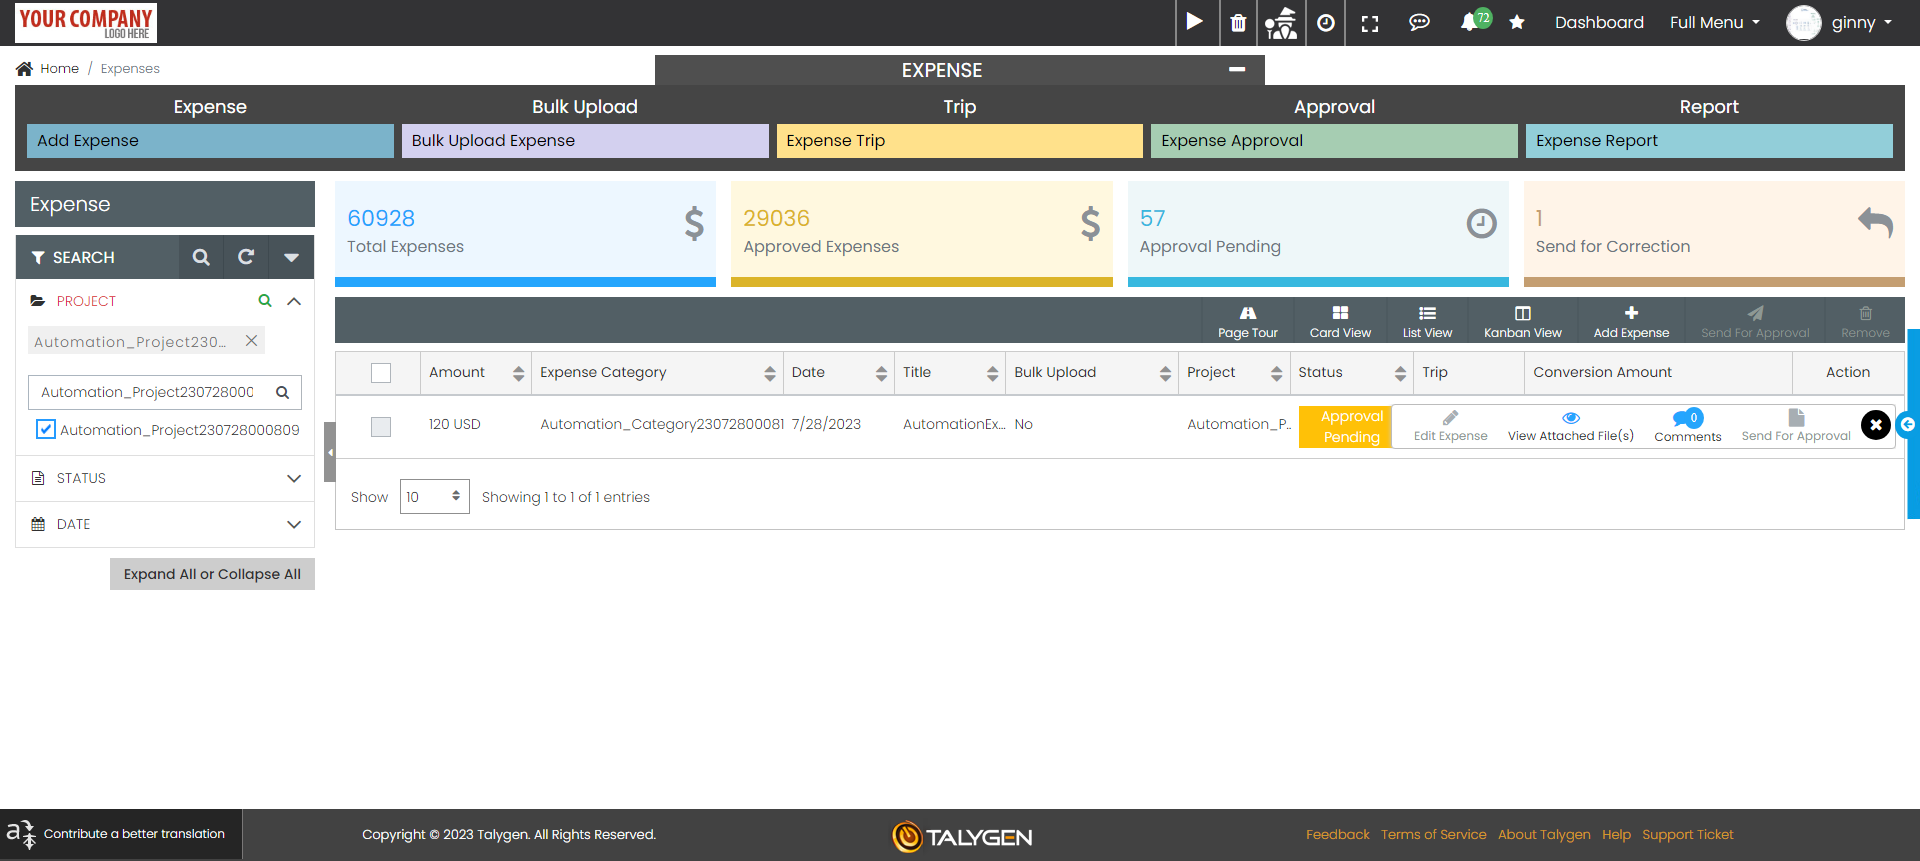 YOUR COMPANY
LOGO HERE
72
Dashboard
Full Menu
ginny
Home / Expenses
EXPENSE
Expense
Bulk Upload
Trip
Approval
Report
Add Expense
Bulk Upload Expense
Expense Trip
Expense Approval
Expense Report
Expense
60928
Total Expenses
29036
Approved Expenses
57
Approval Pending
1
Send for Correction
SEARCH
PROJECT
Automation_Project230...
Automation_Project2307280000
Automation_Project230728000809
STATUS
DATE
Expand All or Collapse All
Page Tour
Card View
List View
Kanban View
Add Expense
Send For Approval
Remove
Amount
Expense Category
Date
Title
Bulk Upload
Project
Status
Trip
Conversion Amount
Action
120 USD
Automation_Category23072800081
7/28/2023
AutomationEx...
No
Automation_P..
Approval
Pending
Edit Expense
View Attached File(s)
0
Comments
Send For Approval
Show
10
Showing 1 to 1 of 1 entries
Contribute a better translation
Copyright © 2023 Talygen. All Rights Reserved.
TALYGEN
Feedback
Terms of Service
About Talygen
Help
Support Ticket